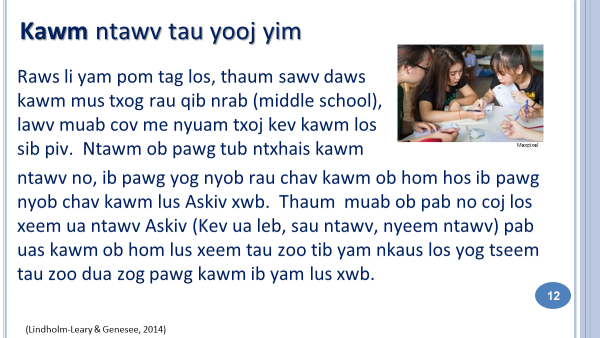 Kawm ntawv tau yooj yim
Raws li yam pom tag los, thaum sawv daws
kawm mus txog rau qib nrab (middle school),
lawv muab cov me nyuam txoj kev kawm los
sib piv. Ntawm ob pawg tub ntxhais kawm
ntawv no, ib pawg yog nyob rau chav kawm ob hom hos ib pawg
nyob chav kawm lus Askiv xwb. Thaum muab ob pab no coj los
xeem ua ntawv Askiv (Kev ua leb, sau ntawv, nyeem ntawv) pab
uas kawm ob hom lus xeem tau zoo tib yam nkaus los yog tseem
tau zoo dua zog pawg kawm ib yam lus xwb.
Maxpixel
12
(Lindholm-Leary & Genesee, 2014)